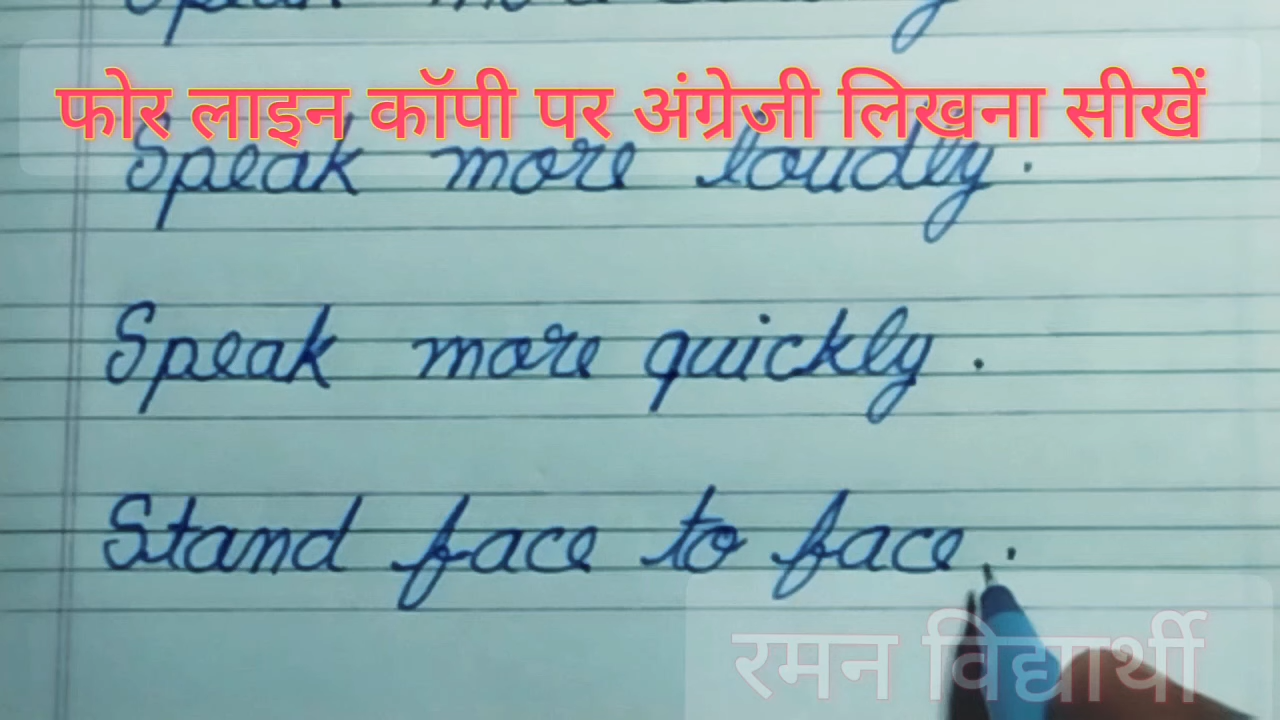 फोर लाइन कॉपी पर अंग्रेजी लिखना सीखें
Speak more loudly.
Speak more quickly.
Stand face to face.
रमन विद्यार्थी